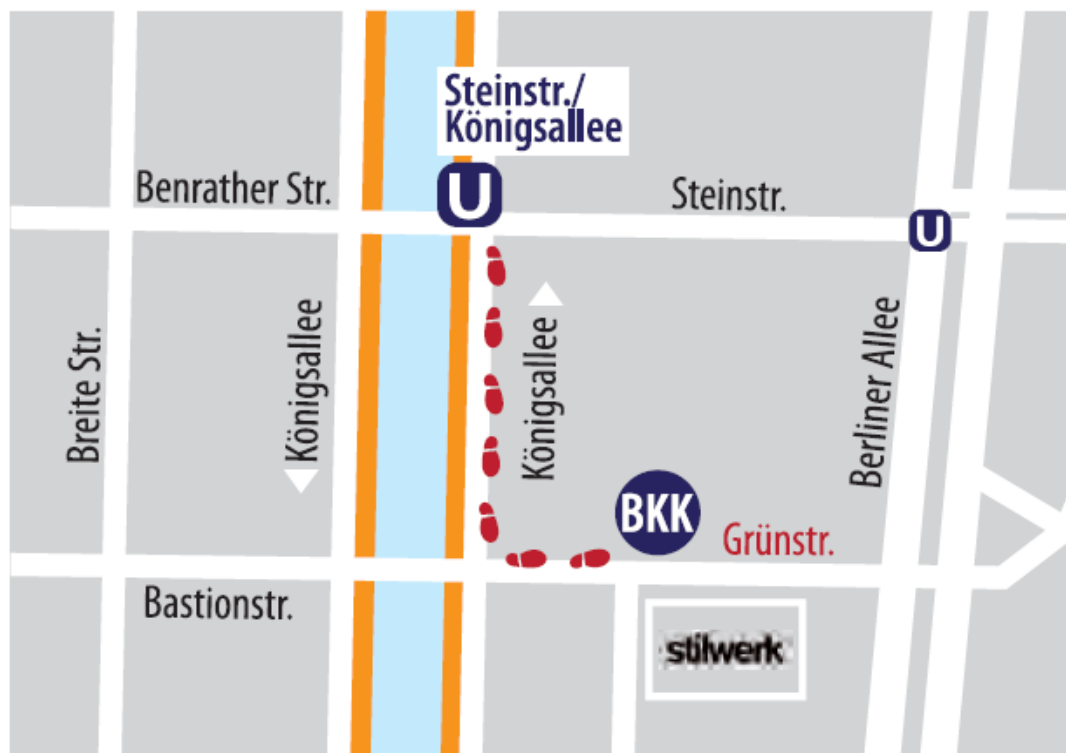 Steinstr./
Königsallee
U
Benrather Str.
Steinstr.
U
Breite Str.
Königsallee
Königsallee
Berliner Allee
BKK
Grünstr.
Bastionstr.
stilwerk